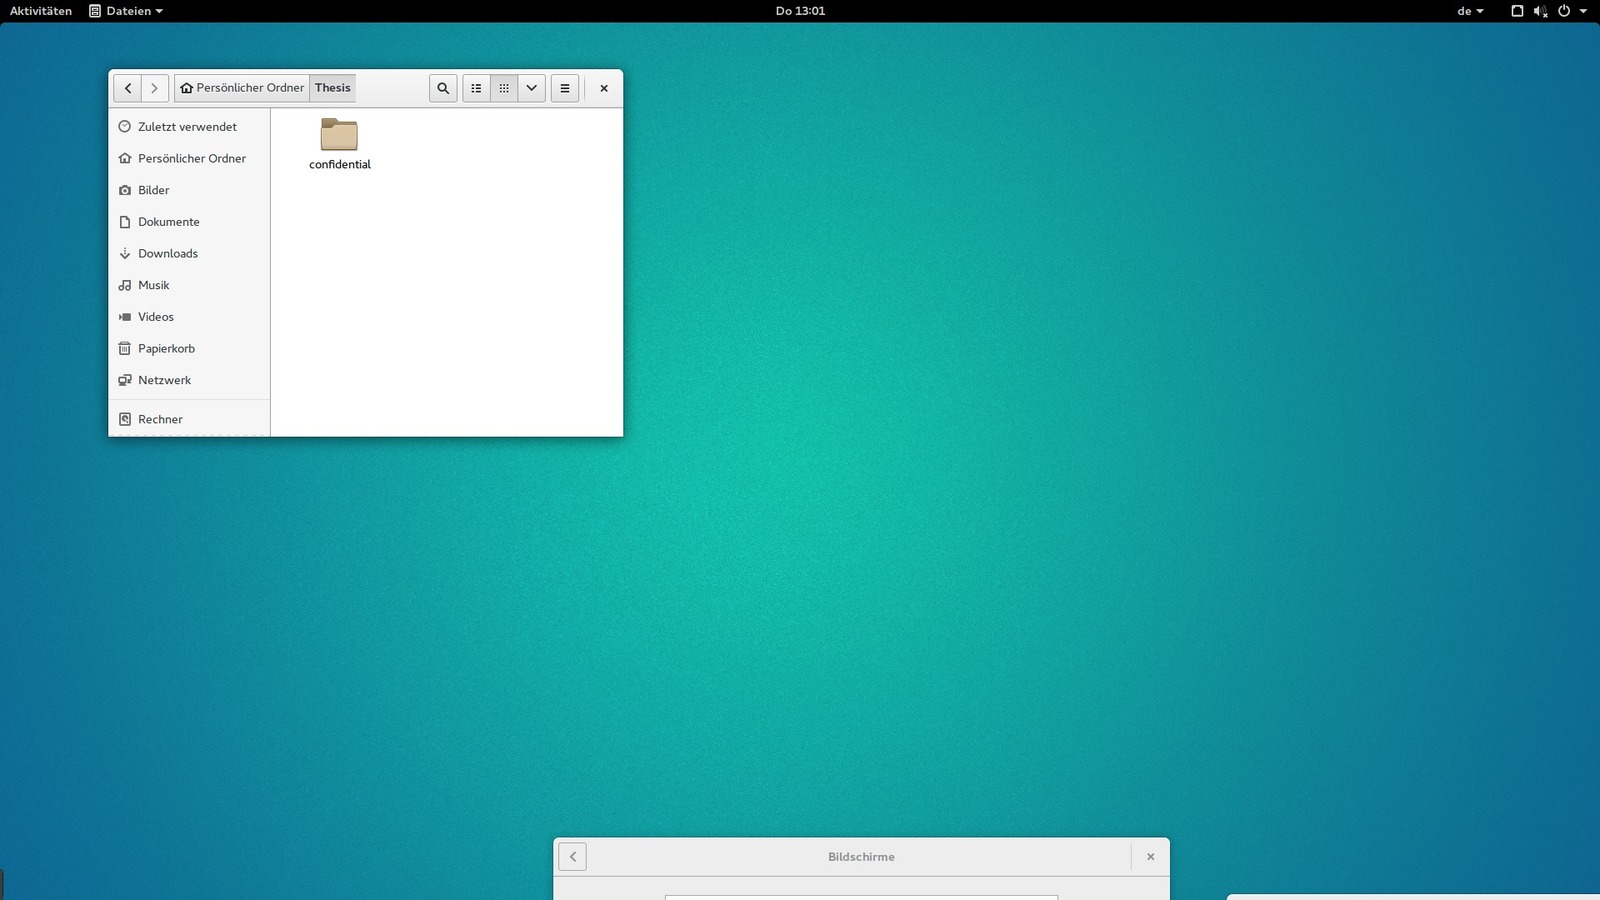 Aktivitäten Dateien Do 13:01 de
Persönlicher Ordner Thesis
Zuletzt verwendet
Persönlicher Ordner
Bilder
Dokumente
Downloads
Musik
Videos
Papierkorb
Netzwerk
Rechner
confidential
Bildschirme